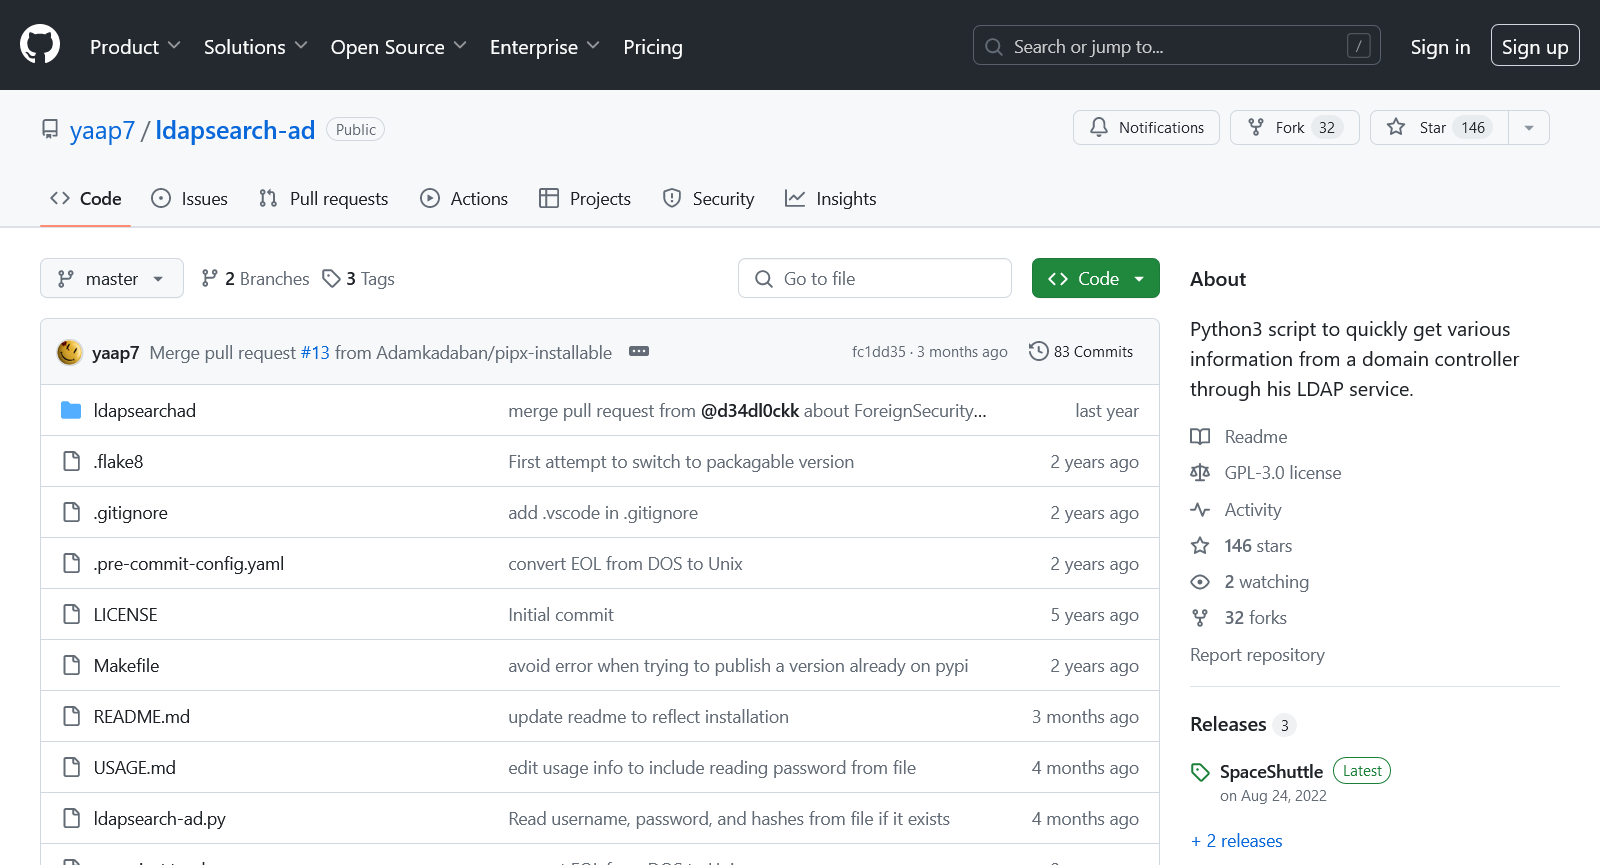 Product Solutions Open Source Enterprise Pricing Search or jump to... / Sign in Sign up
yaap7 / ldapsearch-ad Public Notifications Fork 32 Star 146
Code Issues Pull requests Actions Projects Security Insights
master 2 Branches 3 Tags Go to file Code
yaap7 Merge pull request #13 from Adamkadaban/pipx-installable fc1dd35 · 3 months ago 83 Commits
ldapsearchad merge pull request from @d34dl0ckk about ForeignSecurity... last year
.flake8 First attempt to switch to packagable version 2 years ago
.gitignore add .vscode in .gitignore 2 years ago
.pre-commit-config.yaml convert EOL from DOS to Unix 2 years ago
LICENSE Initial commit 5 years ago
Makefile avoid error when trying to publish a version already on pypi 2 years ago
README.md update readme to reflect installation 3 months ago
USAGE.md edit usage info to include reading password from file 4 months ago
ldapsearch-ad.py Read username, password, and hashes from file if it exists 4 months ago
About
Python3 script to quickly get various
information from a domain controller
through his LDAP service.
Readme
GPL-3.0 license
Activity
146 stars
2 watching
32 forks
Report repository
Releases 3
SpaceShuttle Latest
on Aug 24, 2022
+ 2 releases